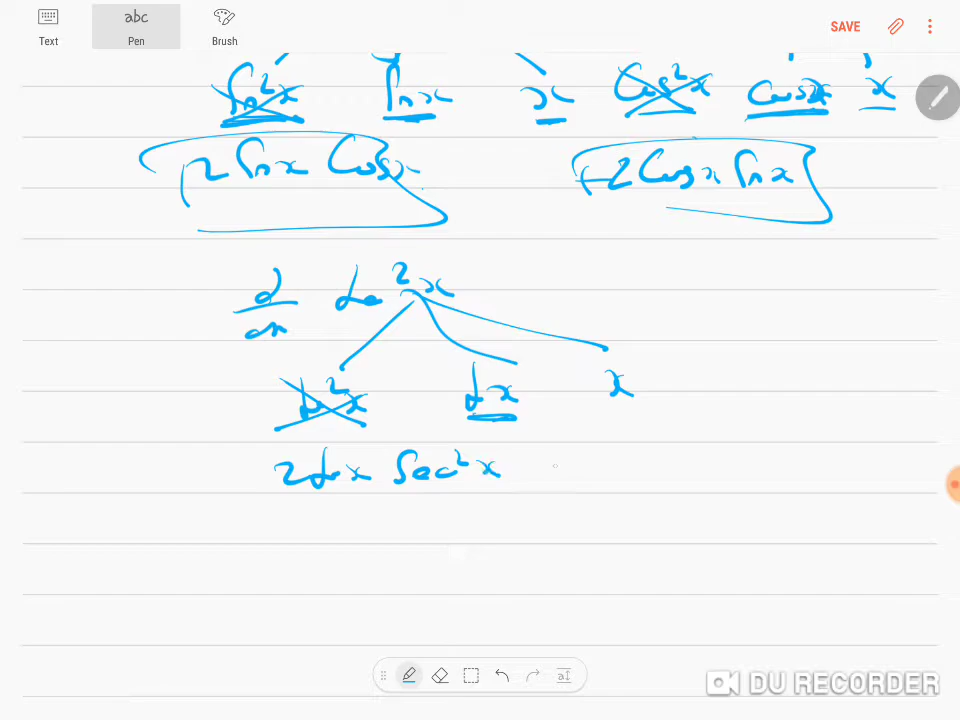 Text abc Pen Brush SAVE
Sin²x Sinx x Cos²x Cosx x
2 Sinx Cosx -2 Cosx Sinx
d/dx tan²x
tan²x x
2 tanx Sec²x
DU RECORDER